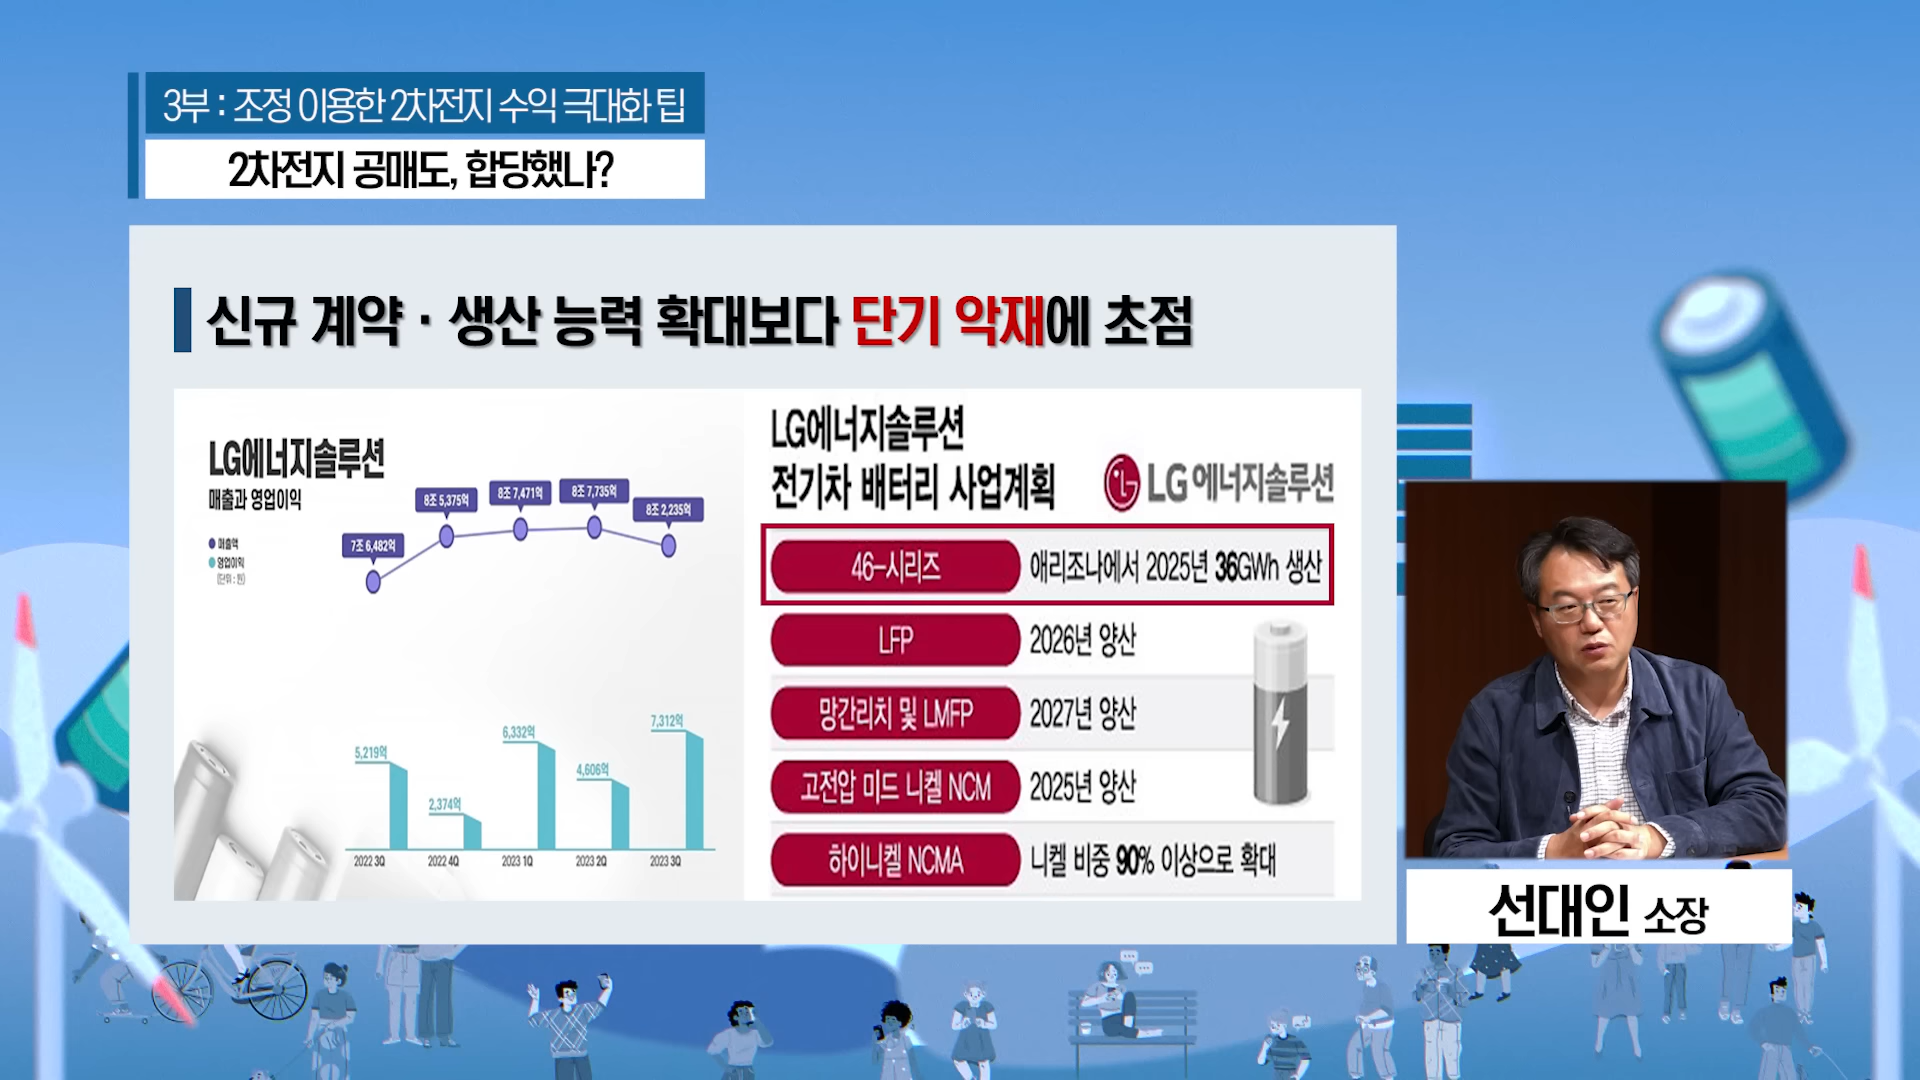 3부 : 조정 이용한 2차전지 수익 극대화 팁
2차전지 공매도, 합당했나?
신규 계약 · 생산 능력 확대보다 단기 악재에 초점
LG에너지솔루션
매출과 영업이익
매출액
영업이익
(단위 : 원)
7조 6,482억
8조 5,375억
8조 7,471억
8조 7,735억
8조 2,235억
5,219억
2,374억
6,332억
4,606억
7,312억
2022 3Q
2022 4Q
2023 1Q
2023 2Q
2023 3Q
LG에너지솔루션
전기차 배터리 사업계획
LG에너지솔루션
46-시리즈 애리조나에서 2025년 36GWh 생산
LFP 2026년 양산
망간리치 및 LMFP 2027년 양산
고전압 미드 니켈 NCM 2025년 양산
하이니켈 NCMA 니켈 비중 90% 이상으로 확대
선대인 소장